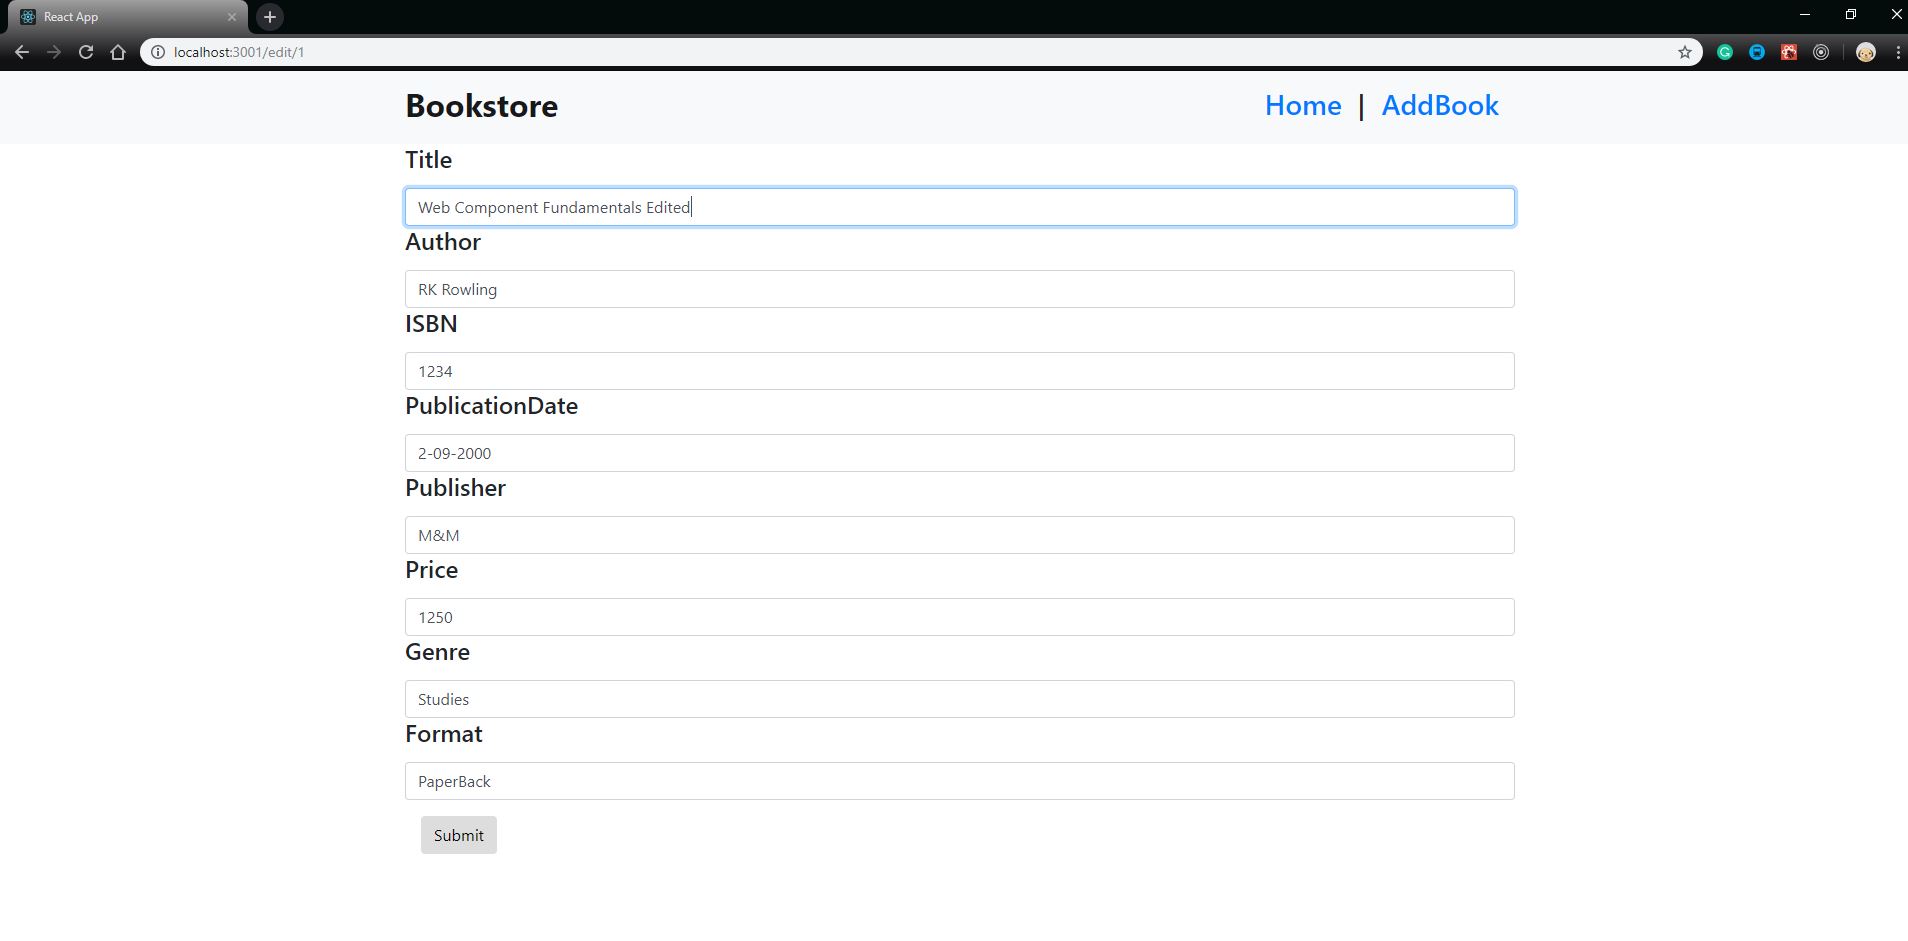 React App
localhost:3001/edit/1
Bookstore
Home | AddBook
Title
Web Component Fundamentals Edited
Author
RK Rowling
ISBN
1234
PublicationDate
2-09-2000
Publisher
M&M
Price
1250
Genre
Studies
Format
PaperBack
Submit